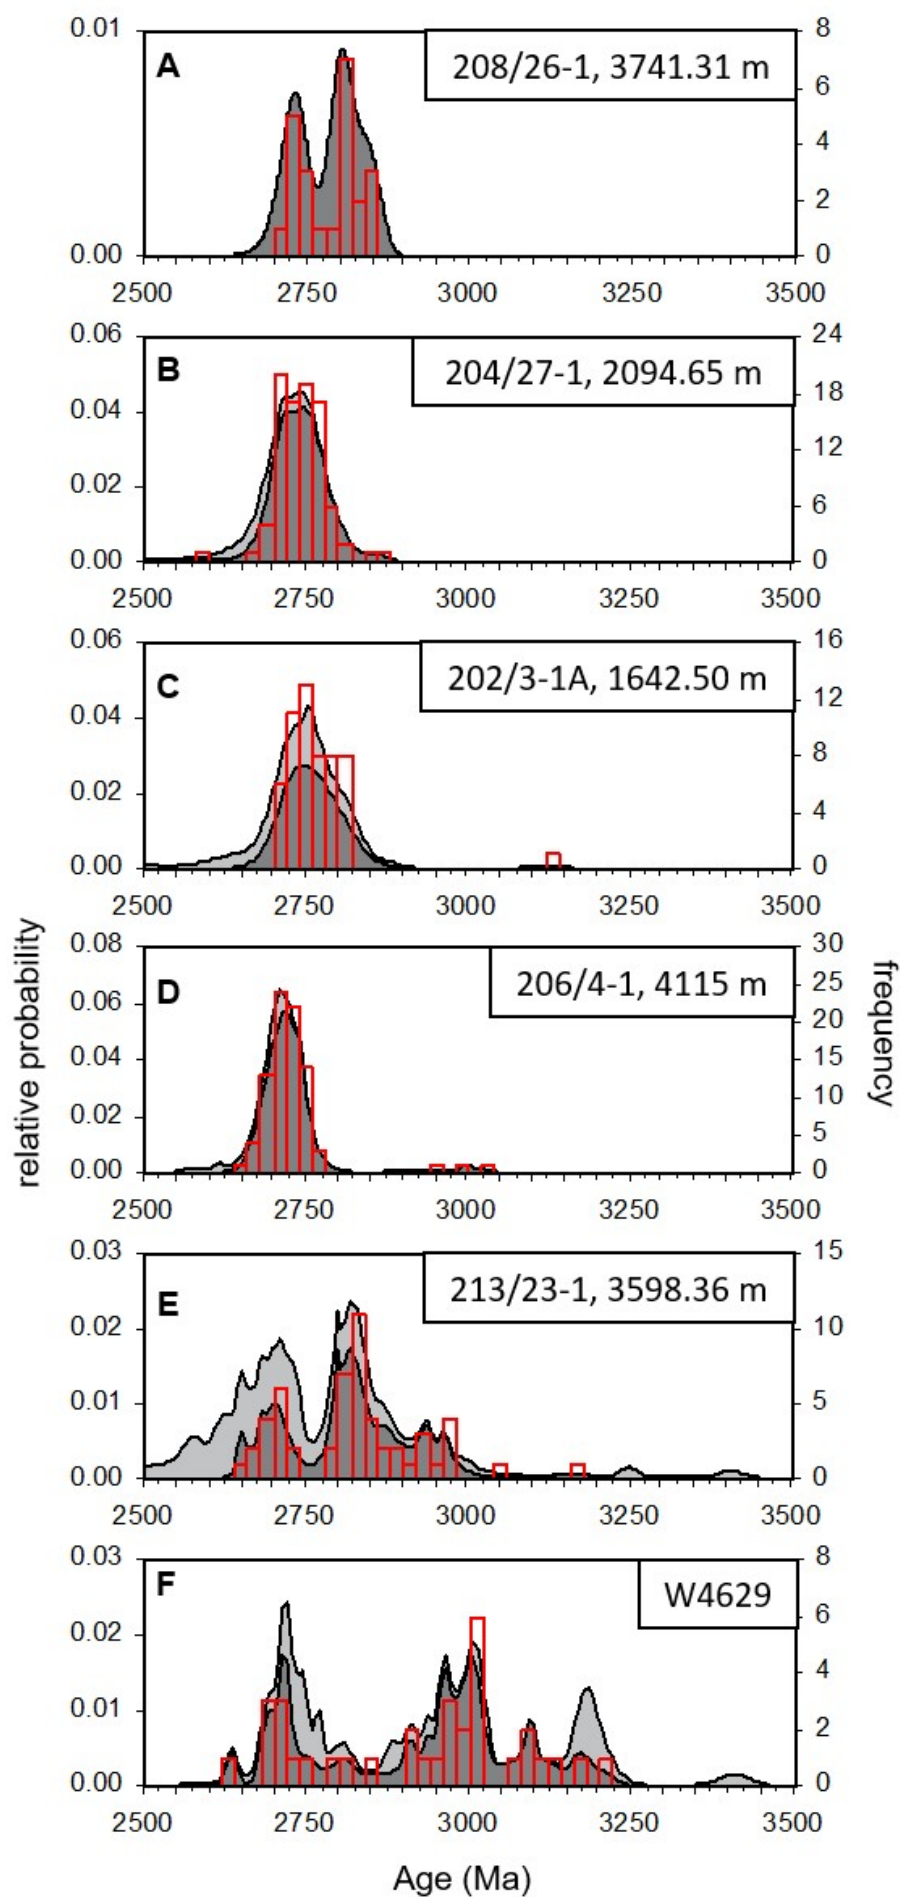 0.01
8
A
208/26-1, 3741.31 m
6
4
2
0.00
0
2500 2750 3000 3250 3500
0.06
24
B
204/27-1, 2094.65 m
0.04
18
12
0.02
6
0.00
0
2500 2750 3000 3250 3500
0.06
16
C
202/3-1A, 1642.50 m
0.04
12
8
0.02
4
0.00
0
2500 2750 3000 3250 3500
relative probability
frequency
0.08
30
D
206/4-1, 4115 m
25
0.06
20
0.04
15
10
0.02
5
0.00
0
2500 2750 3000 3250 3500
0.03
15
E
213/23-1, 3598.36 m
0.02
10
0.01
5
0.00
0
2500 2750 3000 3250 3500
0.03
8
F
W4629
6
0.02
4
0.01
2
0.00
0
2500 2750 3000 3250 3500
Age (Ma)